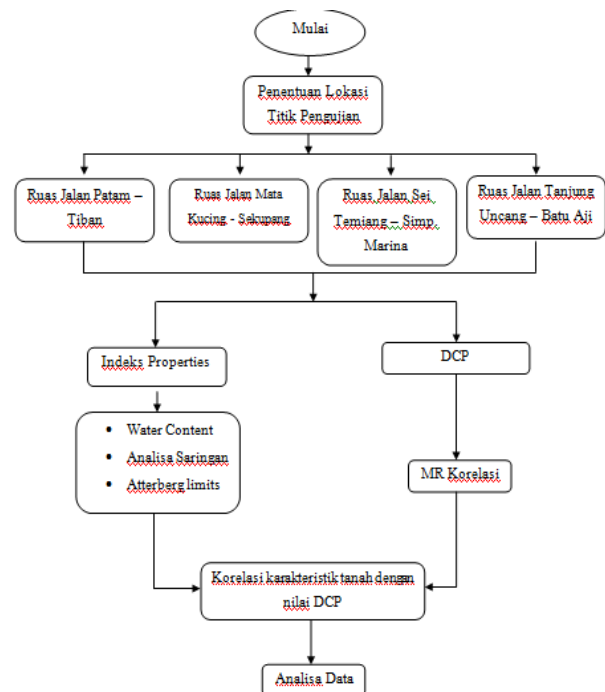 Mulai
Penentuan Lokasi
Titik Pengujian
Ruas Jalan Patam –
Tiban
Ruas Jalan Mata
Kucing - Sekupang
Ruas Jalan Sei
Temiang – Simp.
Marina
Ruas Jalan Tanjung
Uncang – Batu Aji
Indeks Properties
DCP
• Water Content
• Analisa Saringan
• Atterberg limits
MR Korelasi
Korelasi karakteristik tanah dengan
nilai DCP
Analisa Data